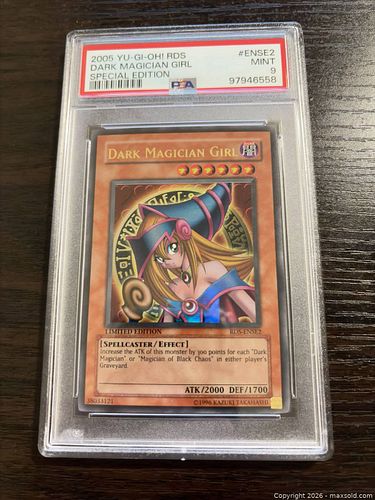 2005 YU-GI-OH! RDS #ENSE2
DARK MAGICIAN GIRL MINT
SPECIAL EDITION 9
PSA 97946558
DARK MAGICIAN GIRL
LIMITED EDITION RDS-ENSE2
[SPELLCASTER/EFFECT]
Increase the ATK of this monster by 300 points for each "Dark
Magician" or "Magician of Black Chaos" in either player's
Graveyard.
ATK/2000 DEF/1700
38033121 ©1996 KAZUKI TAKAHASHI
Copyright 2026 - maxsold.com